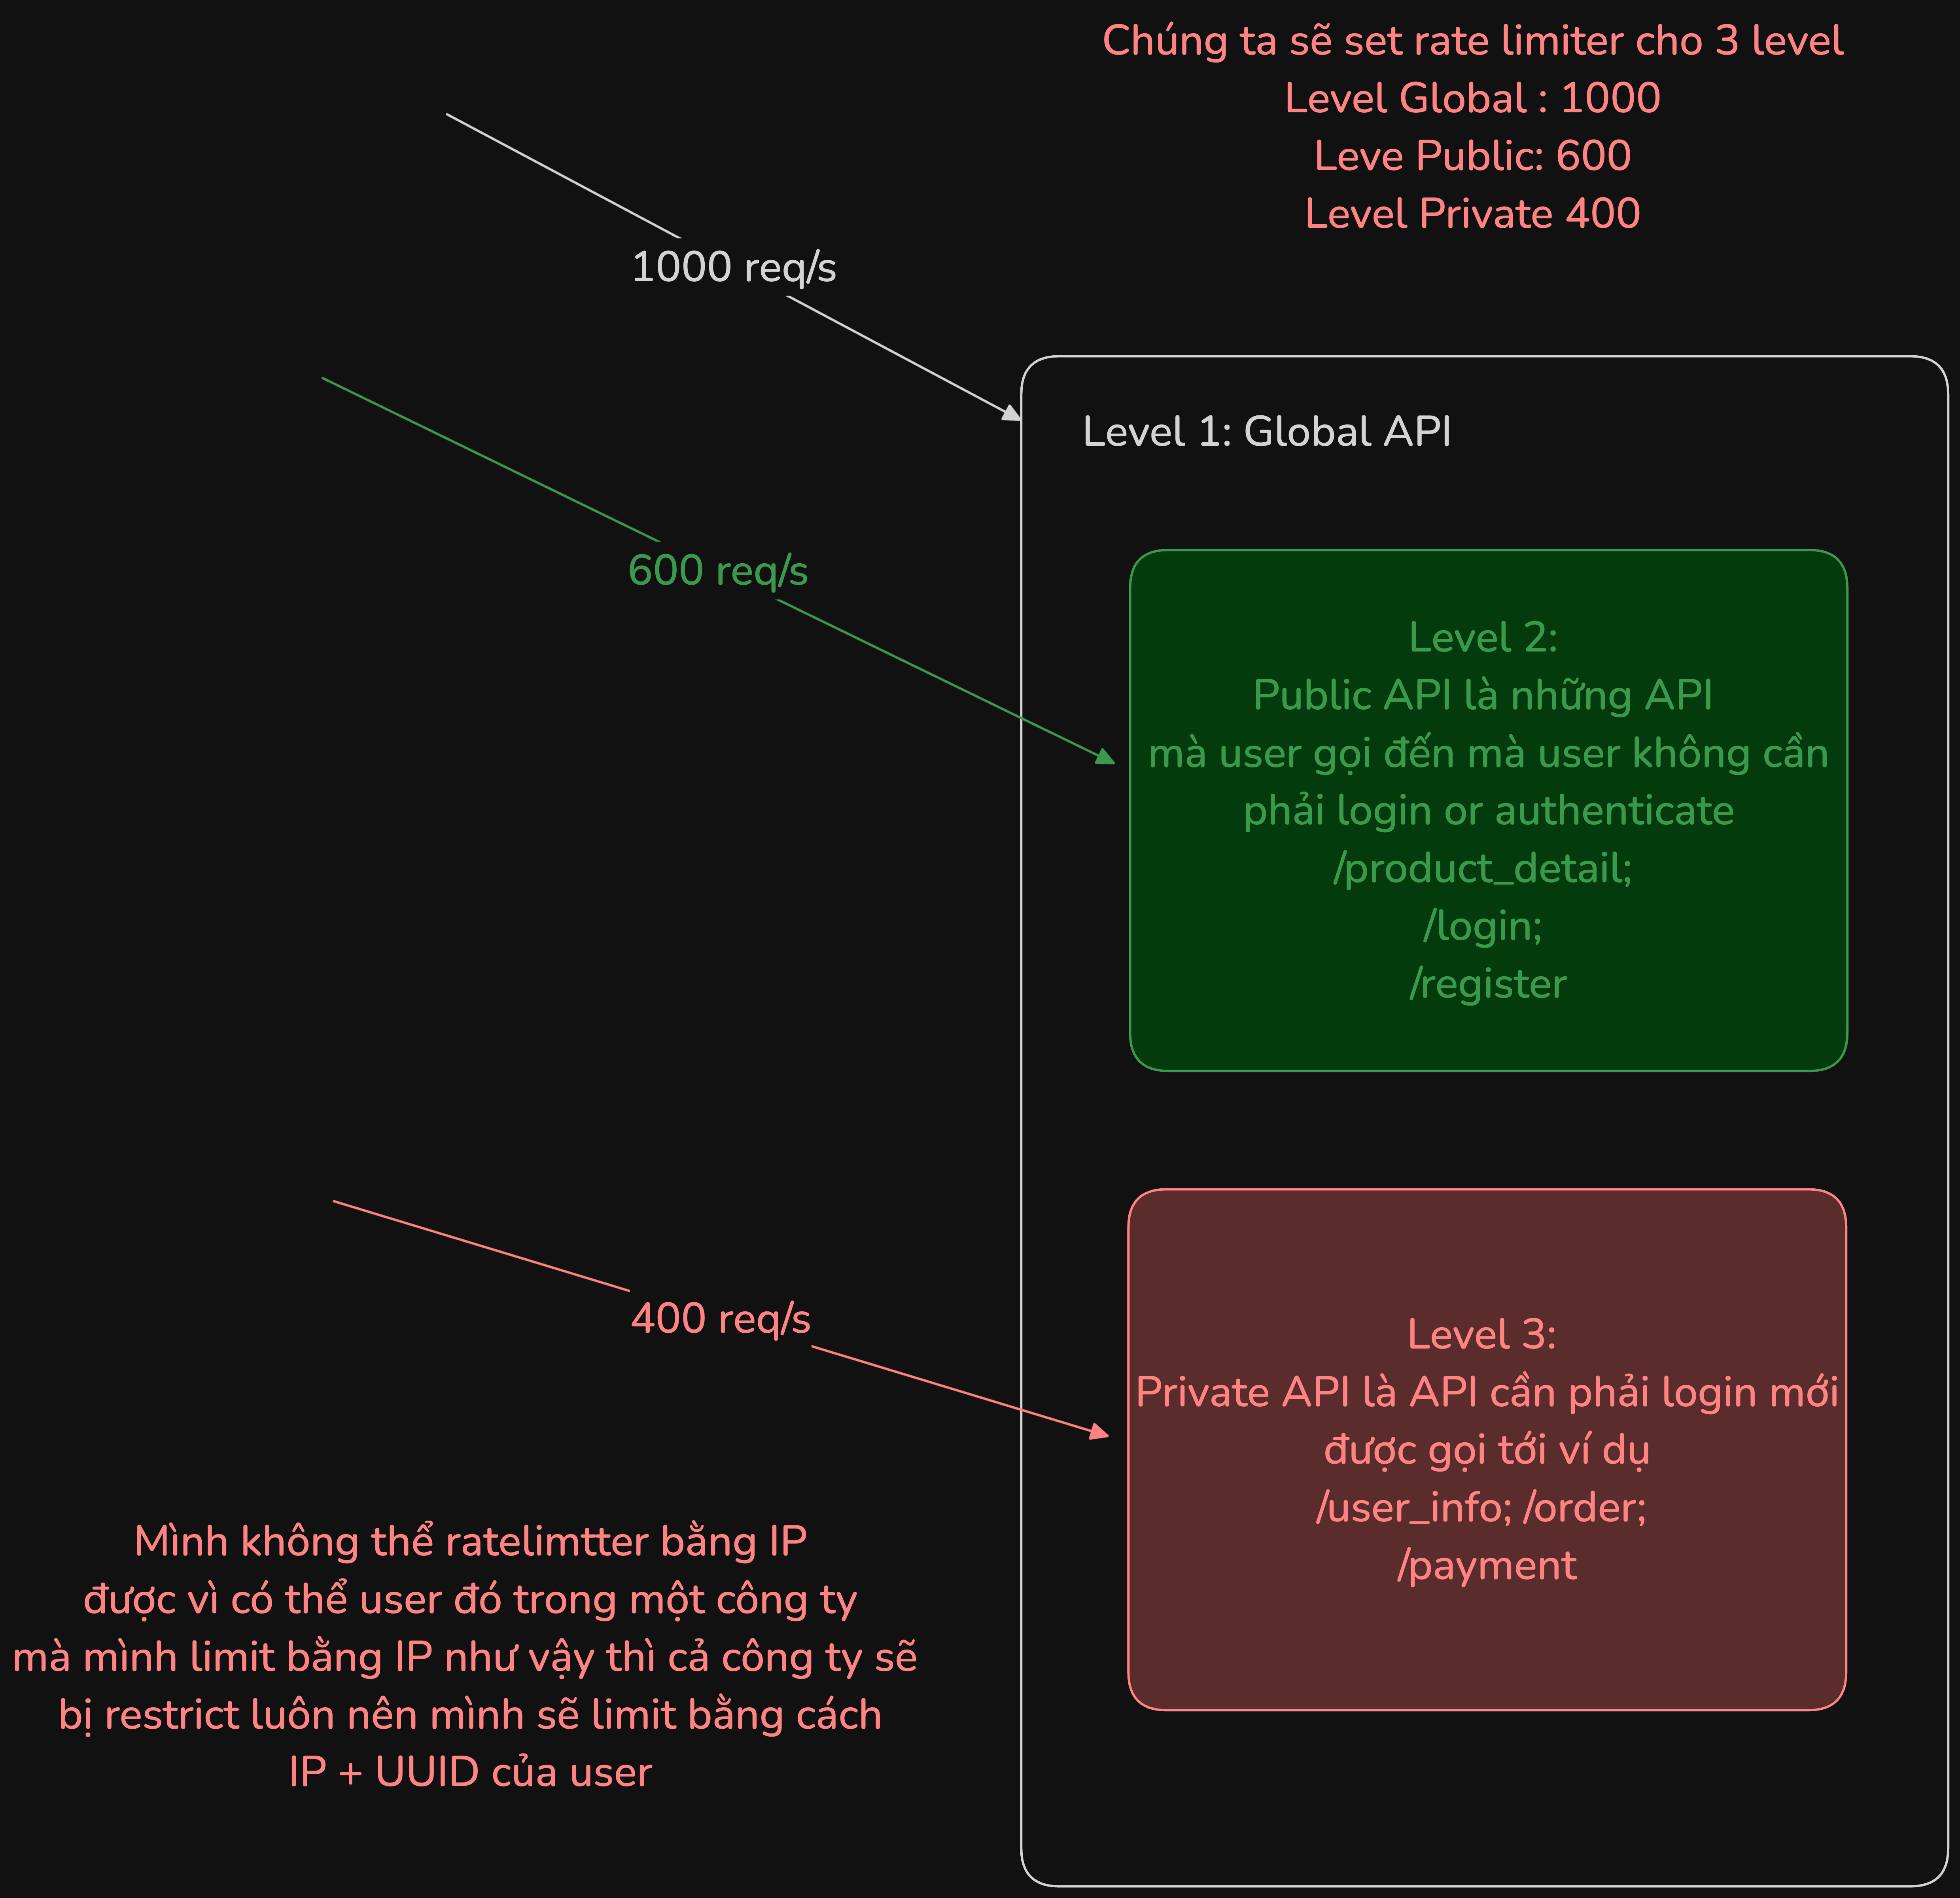 Chúng ta sẽ set rate limiter cho 3 level
Level Global : 1000
Leve Public: 600
Level Private 400
1000 req/s
Level 1: Global API
600 req/s
Level 2:
Public API là những API
mà user gọi đến mà user không cần
phải login or authenticate
/product_detail;
/login;
/register
400 req/s
Level 3:
Private API là API cần phải login mới
được gọi tới ví dụ
/user_info; /order;
/payment
Mình không thể ratelimtter bằng IP
được vì có thể user đó trong một công ty
mà mình limit bằng IP như vậy thì cả công ty sẽ
bị restrict luôn nên mình sẽ limit bằng cách
IP + UUID của user